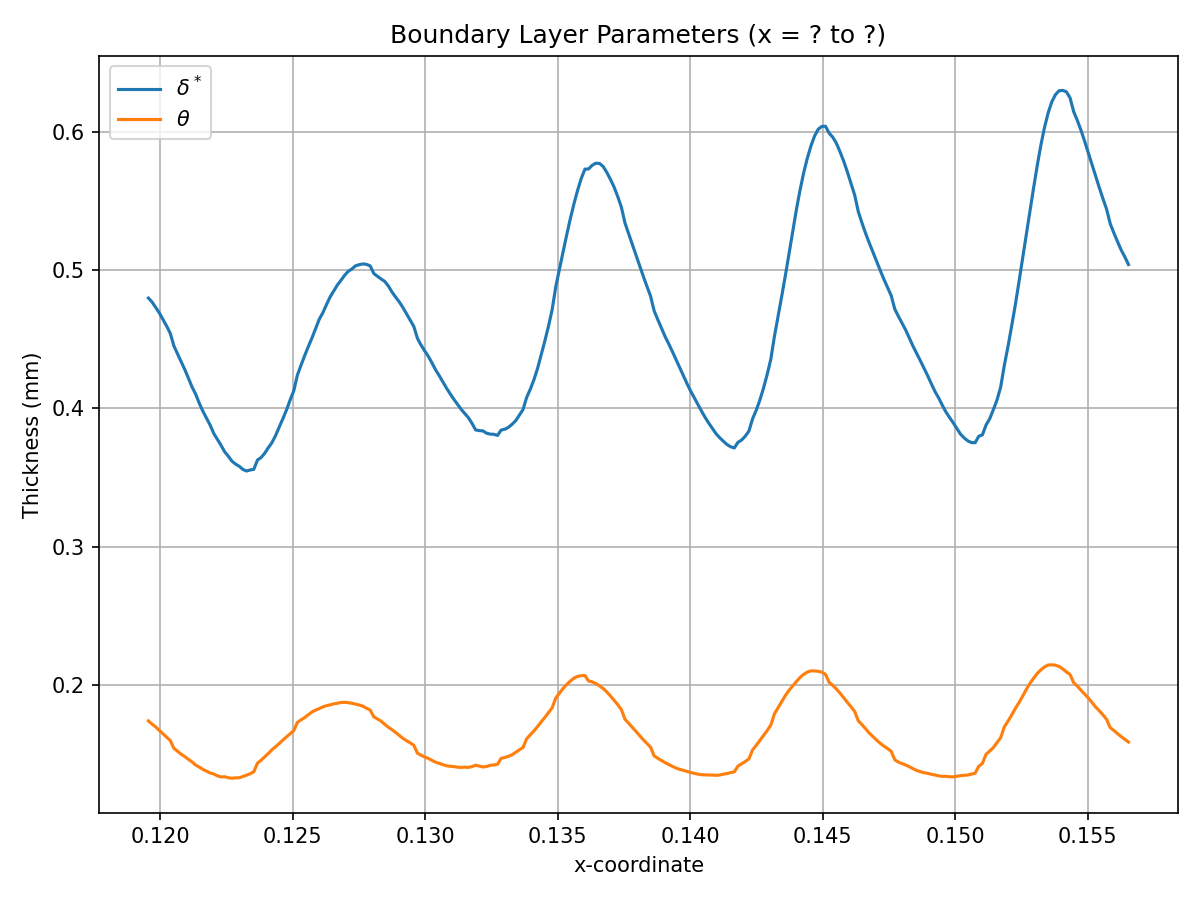 Boundary Layer Parameters (x = ? to ?)
δ*
θ
Thickness (mm)
0.6
0.5
0.4
0.3
0.2
0.120 0.125 0.130 0.135 0.140 0.145 0.150 0.155
x-coordinate